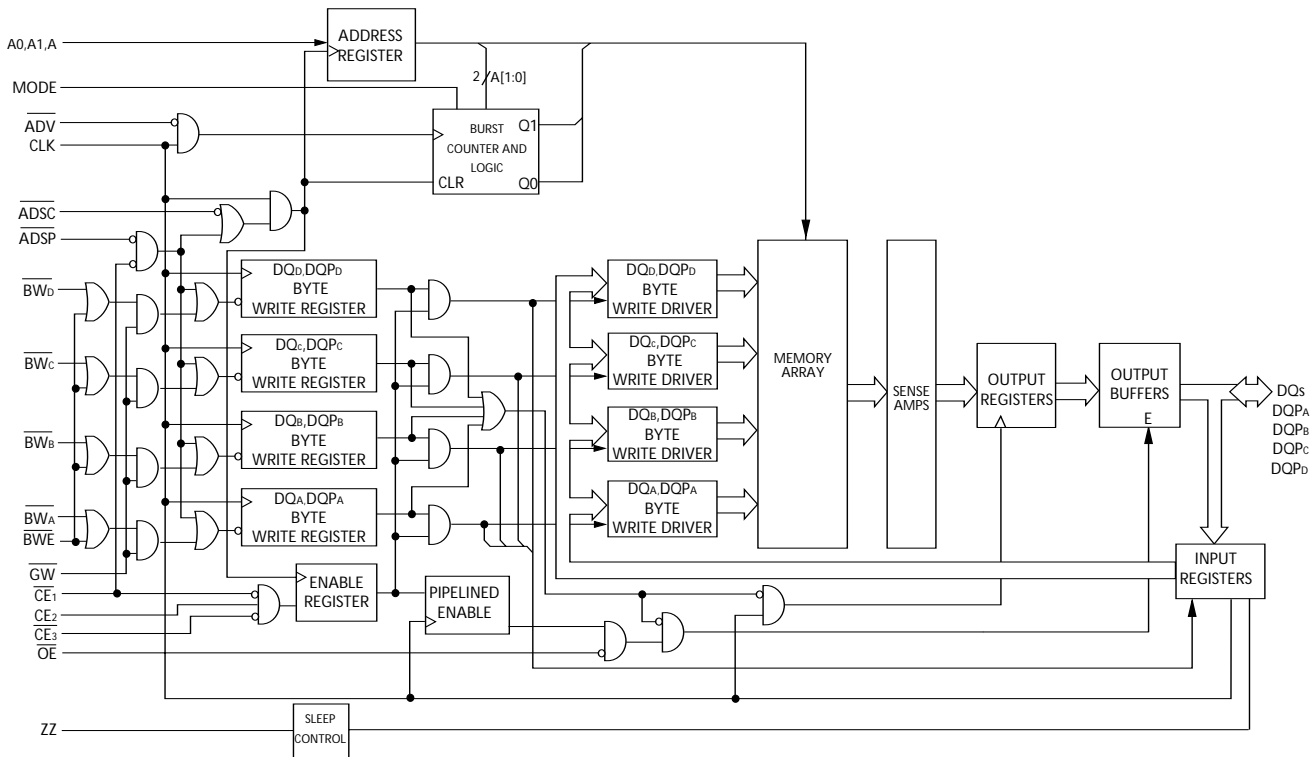 A0,A1,A
MODE
ADV
CLK
ADSC
ADSP
BWD
BWC
BWB
BWA
BWE
GW
CE1
CE2
CE3
OE
ZZ
ADDRESS
REGISTER
2
A[1:0]
BURST
COUNTER AND
LOGIC
Q1
CLR
Q0
DQD,DQPD
BYTE
WRITE REGISTER
DQc,DQPC
BYTE
WRITE REGISTER
DQB,DQPB
BYTE
WRITE REGISTER
DQA,DQPA
BYTE
WRITE REGISTER
ENABLE
REGISTER
PIPELINED
ENABLE
SLEEP
CONTROL
DQD,DQPD
BYTE
WRITE DRIVER
DQc,DQPC
BYTE
WRITE DRIVER
DQB,DQPB
BYTE
WRITE DRIVER
DQA,DQPA
BYTE
WRITE DRIVER
MEMORY
ARRAY
SENSE
AMPS
OUTPUT
REGISTERS
OUTPUT
BUFFERS
E
INPUT
REGISTERS
DQs
DQPA
DQPB
DQPC
DQPD